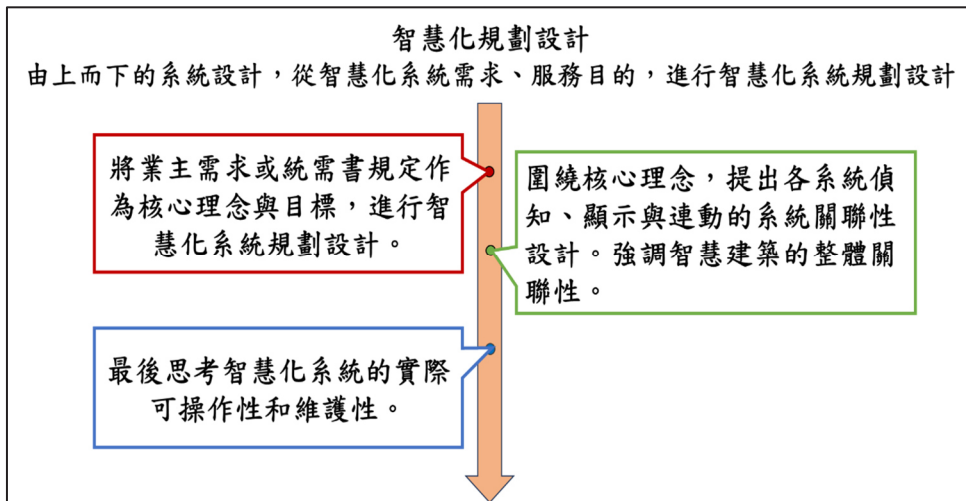 智慧化規劃設計
由上而下的系統設計，從智慧化系統需求、服務目的，進行智慧化系統規劃設計
將業主需求或統需書規定作
為核心理念與目標，進行智
慧化系統規劃設計。
圍繞核心理念，提出各系統偵
知、顯示與連動的系統關聯性
設計。強調智慧建築的整體關
聯性。
最後思考智慧化系統的實際
可操作性和維護性。